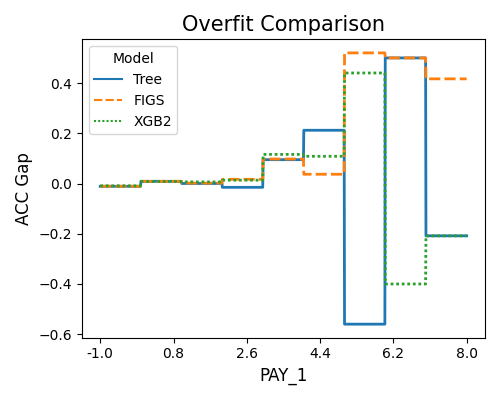 Overfit Comparison
Model
Tree
FIGS
XGB2
ACC Gap
0.4
0.2
0.0
−0.2
−0.4
−0.6
-1.0 0.8 2.6 4.4 6.2 8.0
PAY_1